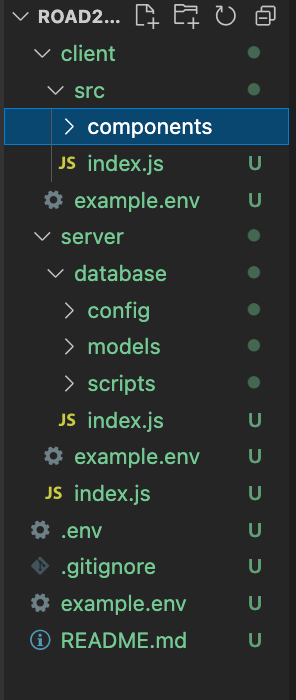 ROAD2...
client
src
components
JS index.js U
example.env U
server
database
config
models
scripts
JS index.js U
example.env U
JS index.js U
.env U
.gitignore U
example.env U
README.md U